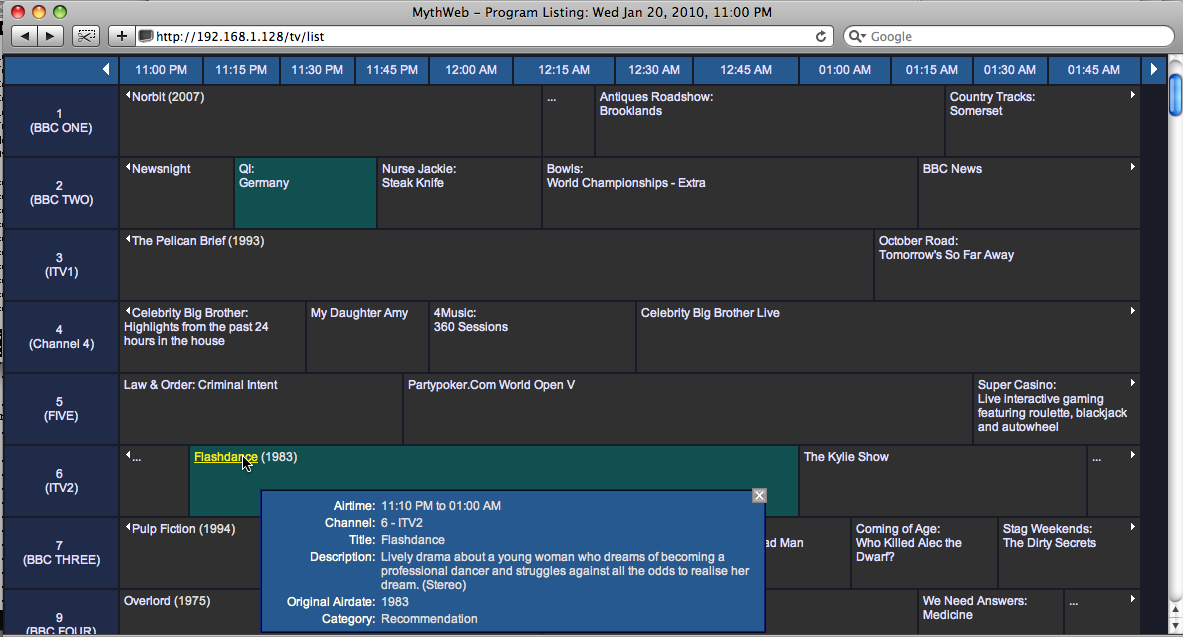 MythWeb – Program Listing: Wed Jan 20, 2010, 11:00 PM
http://192.168.1.128/tv/list
Google
11:00 PM 11:15 PM 11:30 PM 11:45 PM 12:00 AM 12:15 AM 12:30 AM 12:45 AM 01:00 AM 01:15 AM 01:30 AM 01:45 AM
1
(BBC ONE)
Norbit (2007)
...
Antiques Roadshow:
Brooklands
Country Tracks:
Somerset
2
(BBC TWO)
Newsnight
QI:
Germany
Nurse Jackie:
Steak Knife
Bowls:
World Championships - Extra
BBC News
3
(ITV1)
The Pelican Brief (1993)
October Road:
Tomorrow's So Far Away
4
(Channel 4)
Celebrity Big Brother:
Highlights from the past 24
hours in the house
My Daughter Amy
4Music:
360 Sessions
Celebrity Big Brother Live
5
(FIVE)
Law & Order: Criminal Intent
Partypoker.Com World Open V
Super Casino:
Live interactive gaming
featuring roulette, blackjack
and autowheel
6
(ITV2)
...
Flashdance (1983)
The Kylie Show
...
Airtime: 11:10 PM to 01:00 AM
Channel: 6 - ITV2
Title: Flashdance
Description: Lively drama about a young woman who dreams of becoming a
professional dancer and struggles against all the odds to realise her
dream. (Stereo)
Original Airdate: 1983
Category: Recommendation
7
(BBC THREE)
Pulp Fiction (1994)
ad Man
Coming of Age:
Who Killed Alec the
Dwarf?
Stag Weekends:
The Dirty Secrets
9
(BBC FOUR)
Overlord (1975)
We Need Answers:
Medicine
...